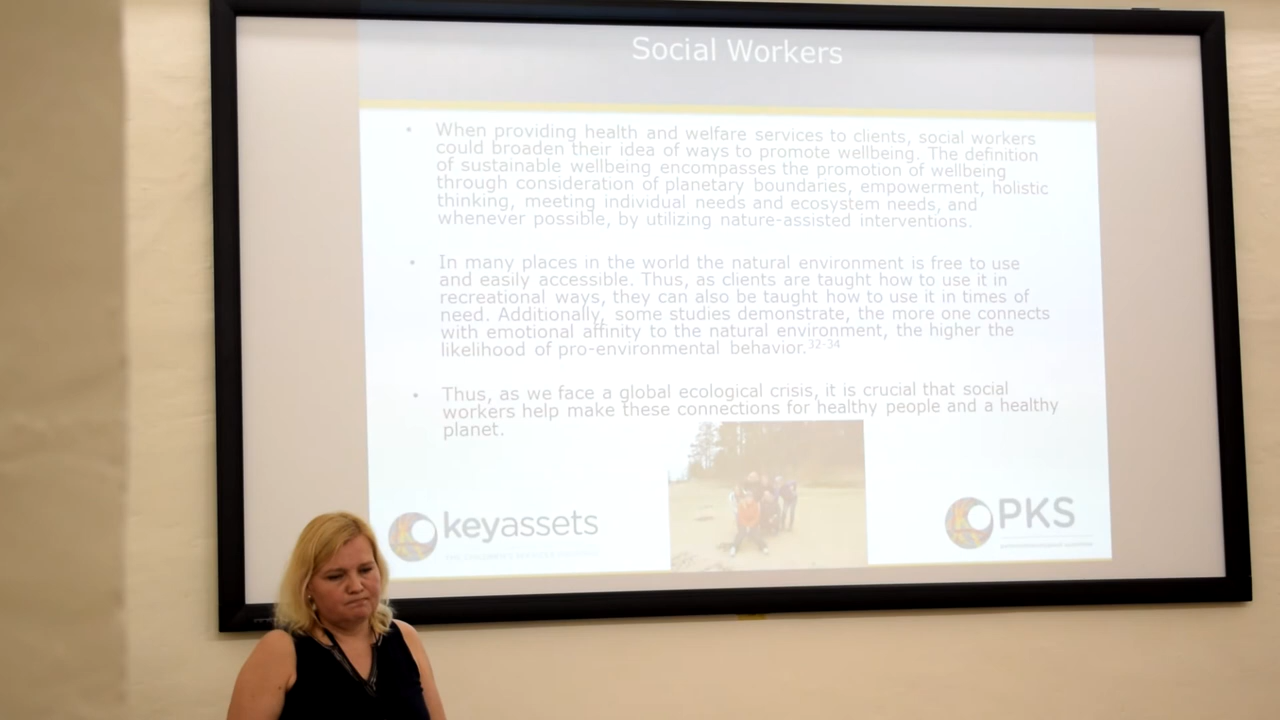 Social Workers
• When providing health and welfare services to clients, social workers
could broaden their idea of ways to promote wellbeing. The definition
of sustainable wellbeing encompasses the promotion of wellbeing
through consideration of planetary boundaries, empowerment, holistic
thinking, meeting individual needs and ecosystem needs, and
whenever possible, by utilizing nature-assisted interventions.
• In many places in the world the natural environment is free to use
and easily accessible. Thus, as clients are taught how to use it in
recreational ways, they can also be taught how to use it in times of
need. Additionally, some studies demonstrate, the more one connects
with emotional affinity to the natural environment, the higher the
likelihood of pro-environmental behavior.32-34
• Thus, as we face a global ecological crisis, it is crucial that social
workers help make these connections for healthy people and a healthy
planet.
keyassets
PKS